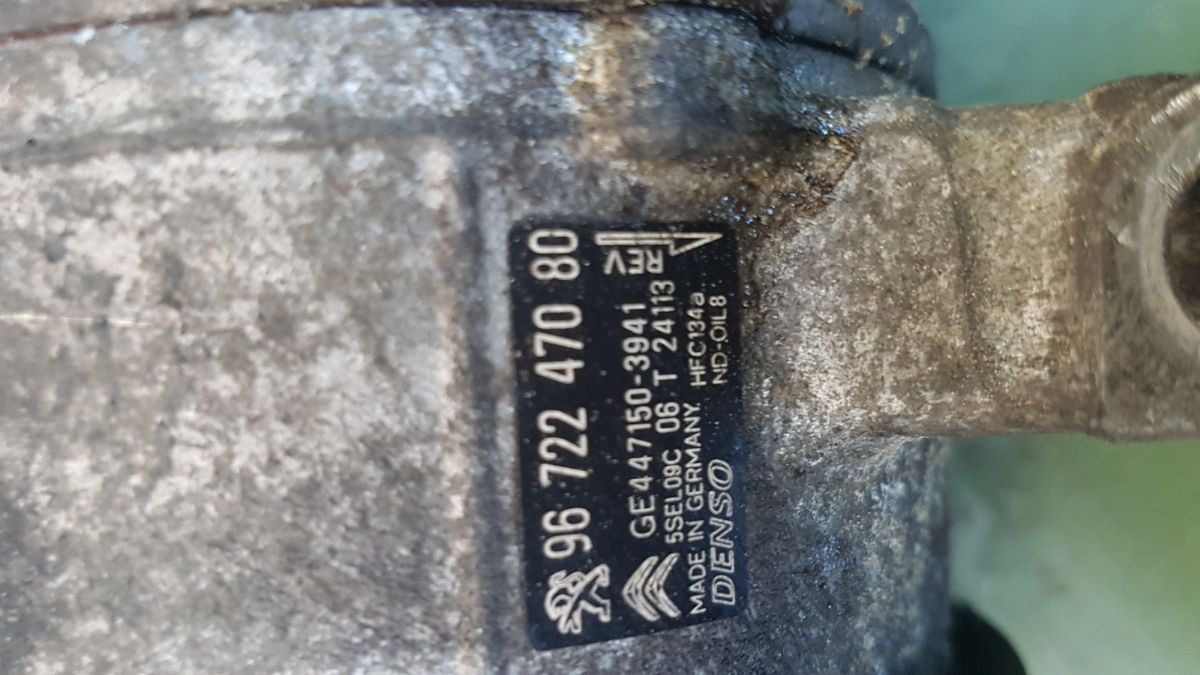 96 722 470 80
GE447150-3941
REV
5SEL09C 06 T 24113
MADE IN GERMANY HFC134a
DENSO ND-OIL8